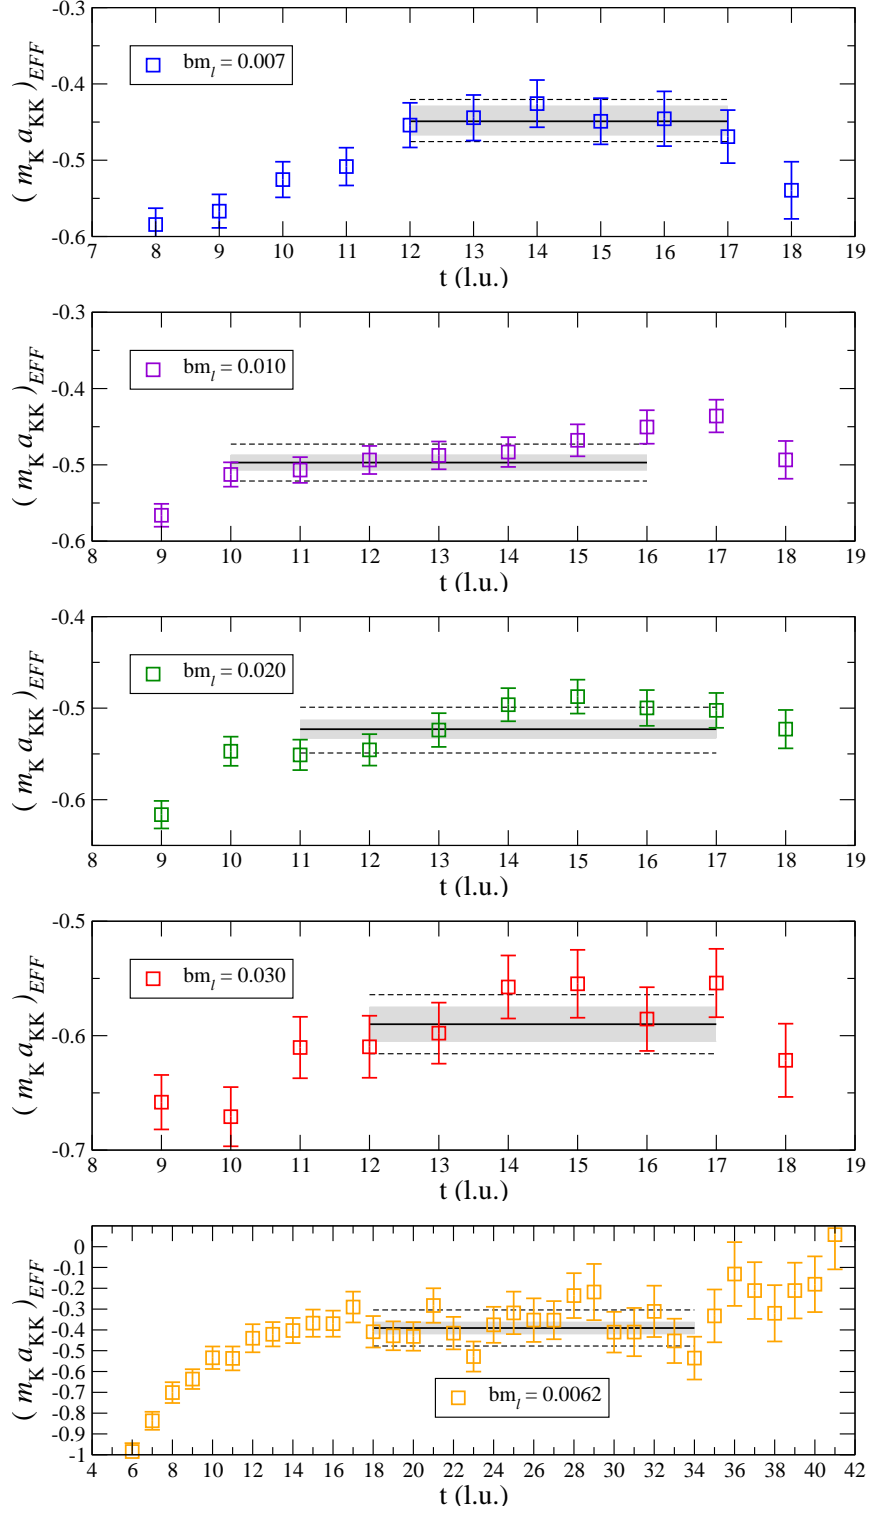 -0.3
-0.4
-0.5
-0.6
( m_K a_KK )_EFF
bm_l = 0.007
7 8 9 10 11 12 13 14 15 16 17 18 19
t (l.u.)
-0.3
-0.4
-0.5
-0.6
( m_K a_KK )_EFF
bm_l = 0.010
8 9 10 11 12 13 14 15 16 17 18 19
t (l.u.)
-0.4
-0.5
-0.6
( m_K a_KK )_EFF
bm_l = 0.020
8 9 10 11 12 13 14 15 16 17 18 19
t (l.u.)
-0.5
-0.6
-0.7
( m_K a_KK )_EFF
bm_l = 0.030
8 9 10 11 12 13 14 15 16 17 18 19
t (l.u.)
0
-0.1
-0.2
-0.3
-0.4
-0.5
-0.6
-0.7
-0.8
-0.9
-1
( m_K a_KK )_EFF
bm_l = 0.0062
4 6 8 10 12 14 16 18 20 22 24 26 28 30 32 34 36 38 40 42
t (l.u.)